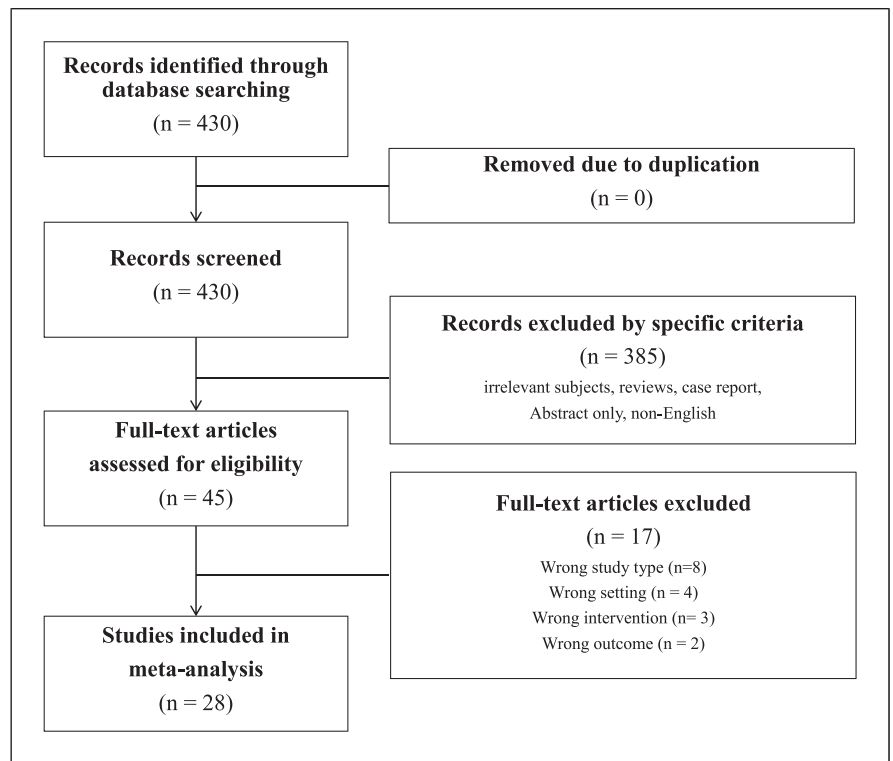 Records identified through
database searching
(n = 430)
Removed due to duplication
(n = 0)
Records screened
(n = 430)
Records excluded by specific criteria
(n = 385)
irrelevant subjects, reviews, case report,
Abstract only, non-English
Full-text articles
assessed for eligibility
(n = 45)
Full-text articles excluded
(n = 17)
Wrong study type (n=8)
Wrong setting (n = 4)
Wrong intervention (n= 3)
Wrong outcome (n = 2)
Studies included in
meta-analysis
(n = 28)